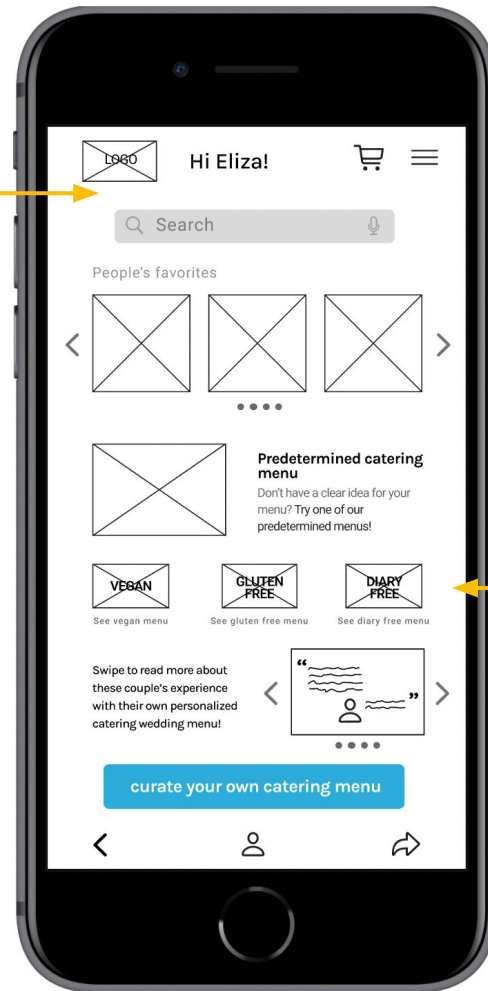 LOGO
Hi Eliza!
Search
People's favorites
Predetermined catering
menu
Don't have a clear idea for your
menu? Try one of our
predetermined menus!
VEGAN
GLUTEN
FREE
DIARY
FREE
See vegan menu
See gluten free menu
See diary free menu
Swipe to read more about
these couple's experience
with their own personalized
catering wedding menu!
“
”
curate your own catering menu